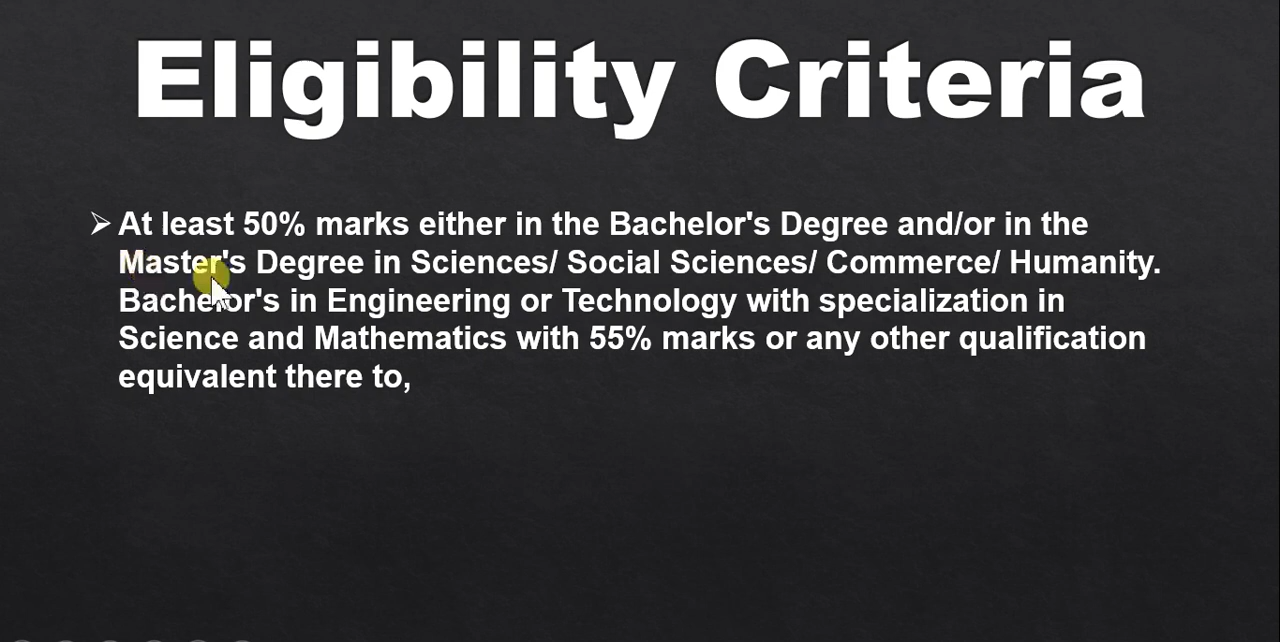 Eligibility Criteria
At least 50% marks either in the Bachelor's Degree and/or in the
Master's Degree in Sciences/ Social Sciences/ Commerce/ Humanity.
Bachelor's in Engineering or Technology with specialization in
Science and Mathematics with 55% marks or any other qualification
equivalent there to,